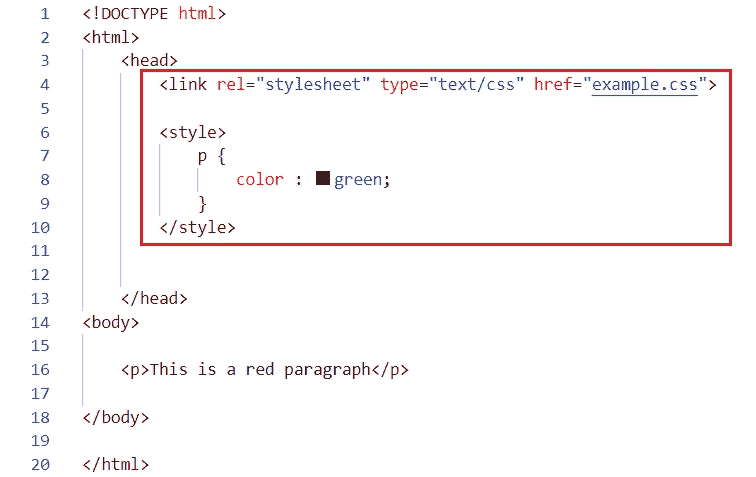 1 <!DOCTYPE html>
2 <html>
3 <head>
4 <link rel="stylesheet" type="text/css" href="example.css">
5
6 <style>
7 p {
8 color : green;
9 }
10 </style>
11
12
13 </head>
14 <body>
15
16 <p>This is a red paragraph</p>
17
18 </body>
19
20 </html>